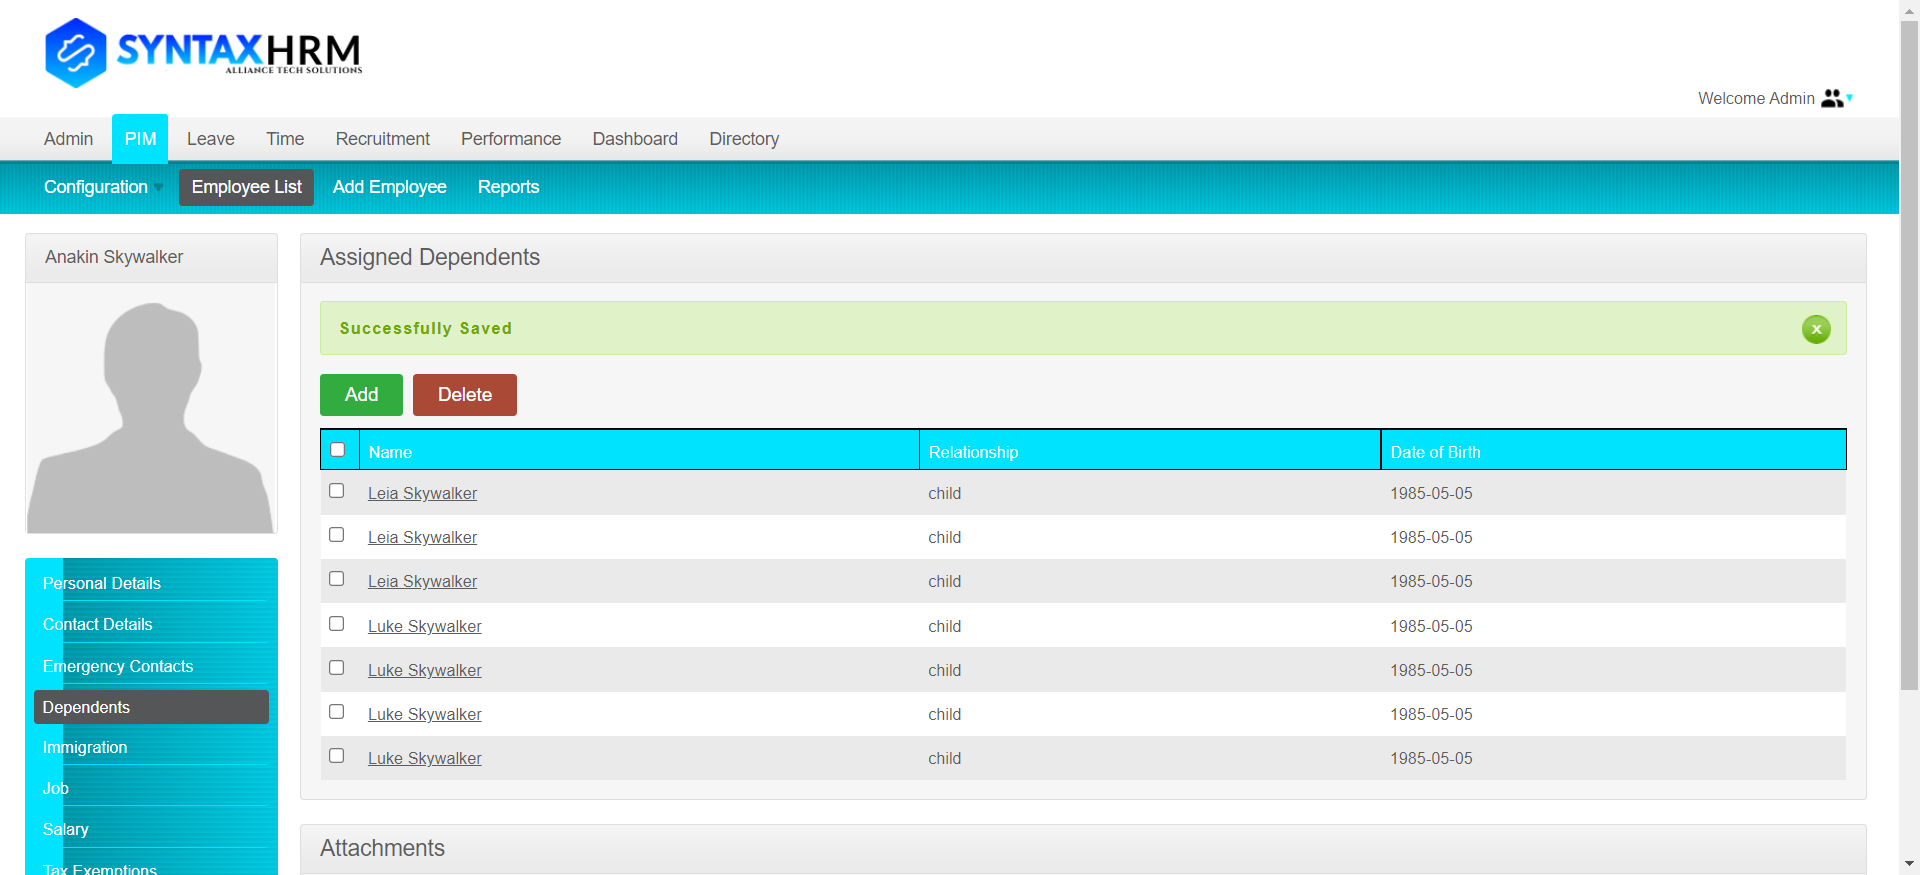 SYNTAXHRM
ALLIANCE TECH SOLUTIONS
Welcome Admin
Admin PIM Leave Time Recruitment Performance Dashboard Directory
Configuration Employee List Add Employee Reports
Anakin Skywalker
Personal Details
Contact Details
Emergency Contacts
Dependents
Immigration
Job
Salary
Tax Exemptions
Assigned Dependents
Successfully Saved
x
Add Delete
Name Relationship Date of Birth
Leia Skywalker child 1985-05-05
Leia Skywalker child 1985-05-05
Leia Skywalker child 1985-05-05
Luke Skywalker child 1985-05-05
Luke Skywalker child 1985-05-05
Luke Skywalker child 1985-05-05
Luke Skywalker child 1985-05-05
Attachments